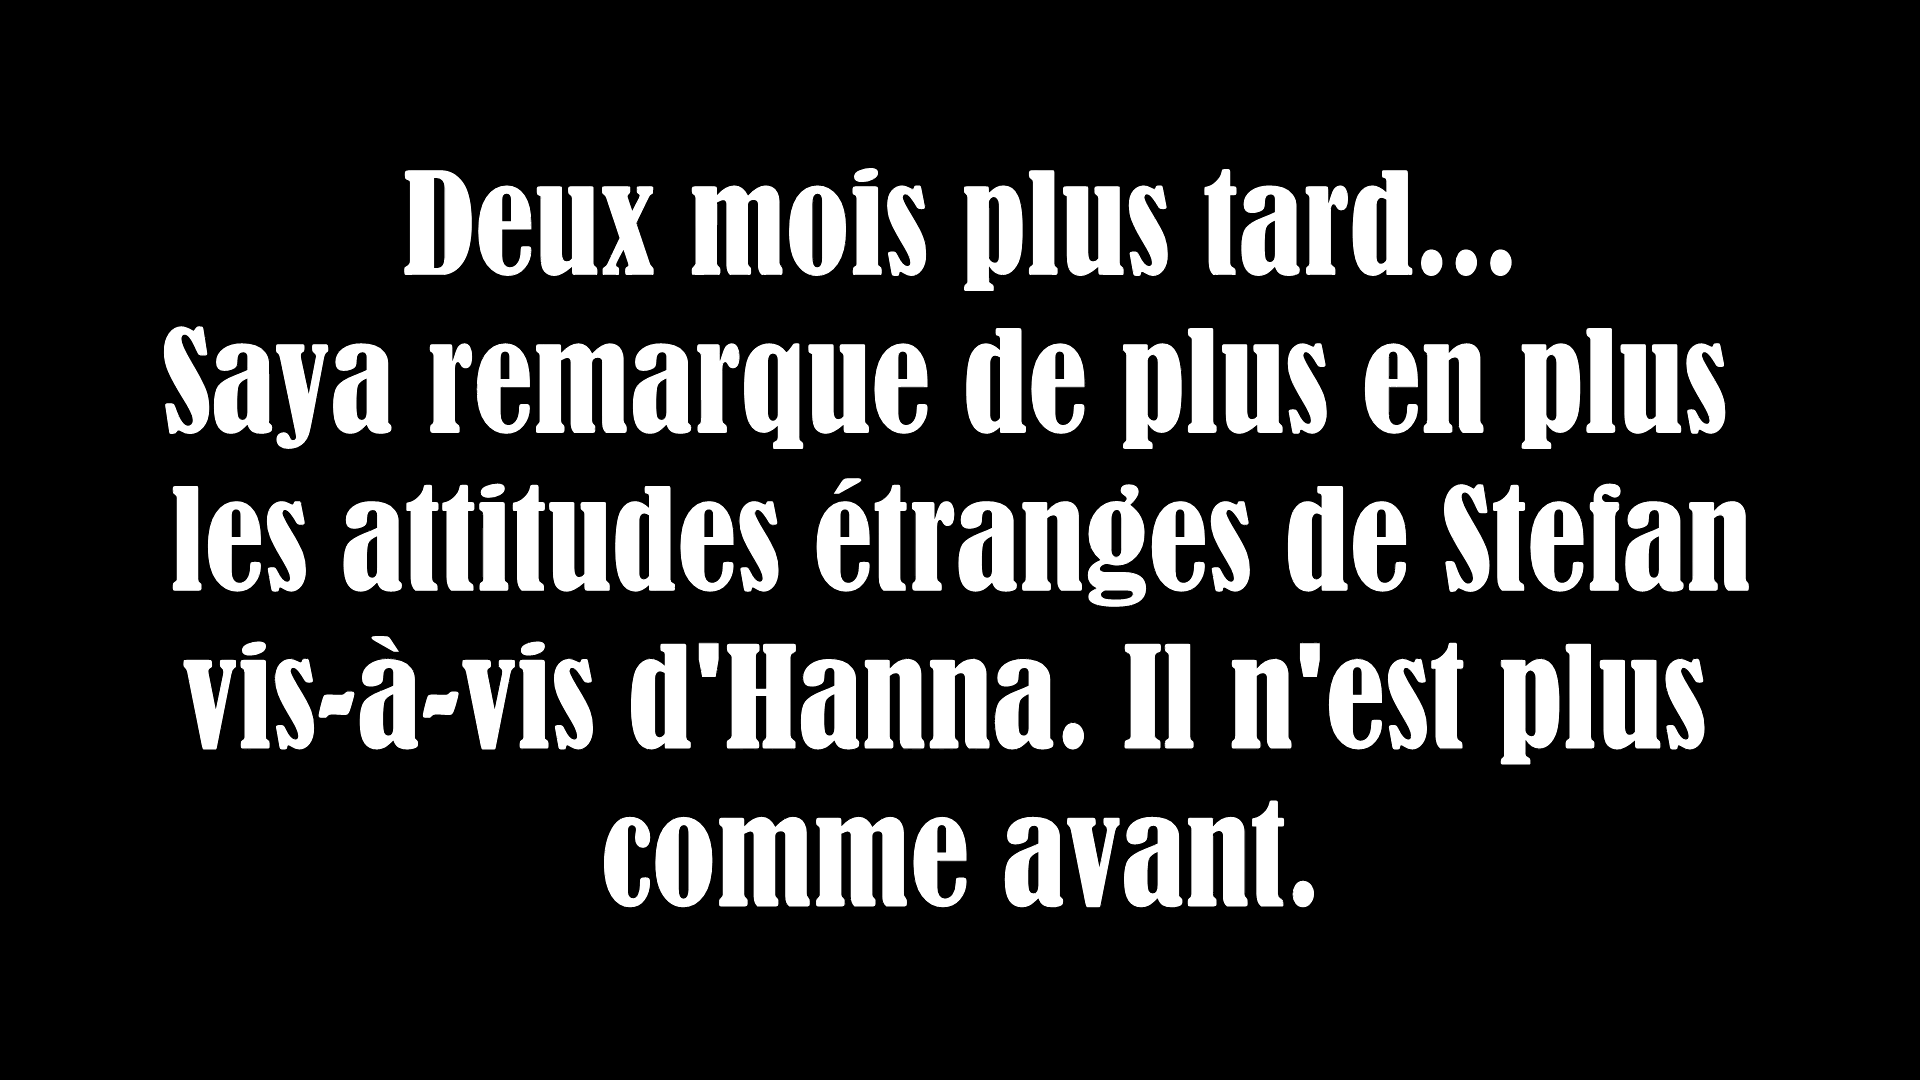 Deux mois plus tard...
Saya remarque de plus en plus
les attitudes étranges de Stefan
vis-à-vis d'Hanna. Il n'est plus
comme avant.